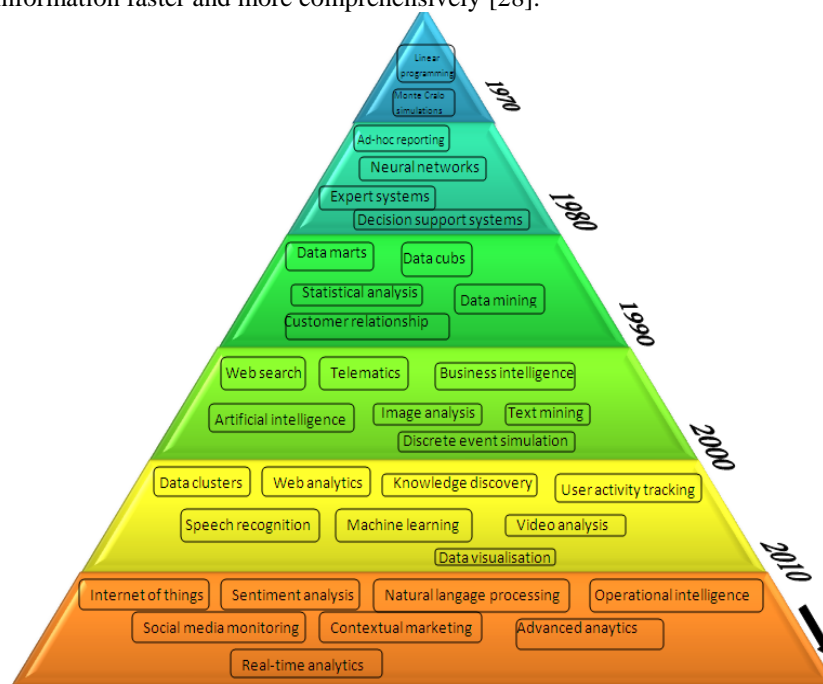 information faster and more comprehensively [28].
Linear
programming
Monte Cralo
simulations
1970
Ad-hoc reporting
Neural networks
Expert systems
Decision support systems
1980
Data marts
Data cubs
Statistical analysis
Data mining
Customer relationship
1990
Web search
Telematics
Business intelligence
Artificial intelligence
Image analysis
Text mining
Discrete event simulation
2000
Data clusters
Web analytics
Knowledge discovery
User activity tracking
Speech recognition
Machine learning
Video analysis
Data visualisation
2010
Internet of things
Sentiment analysis
Natural langage processing
Operational intelligence
Social media monitoring
Contextual marketing
Advanced anaytics
Real-time analytics